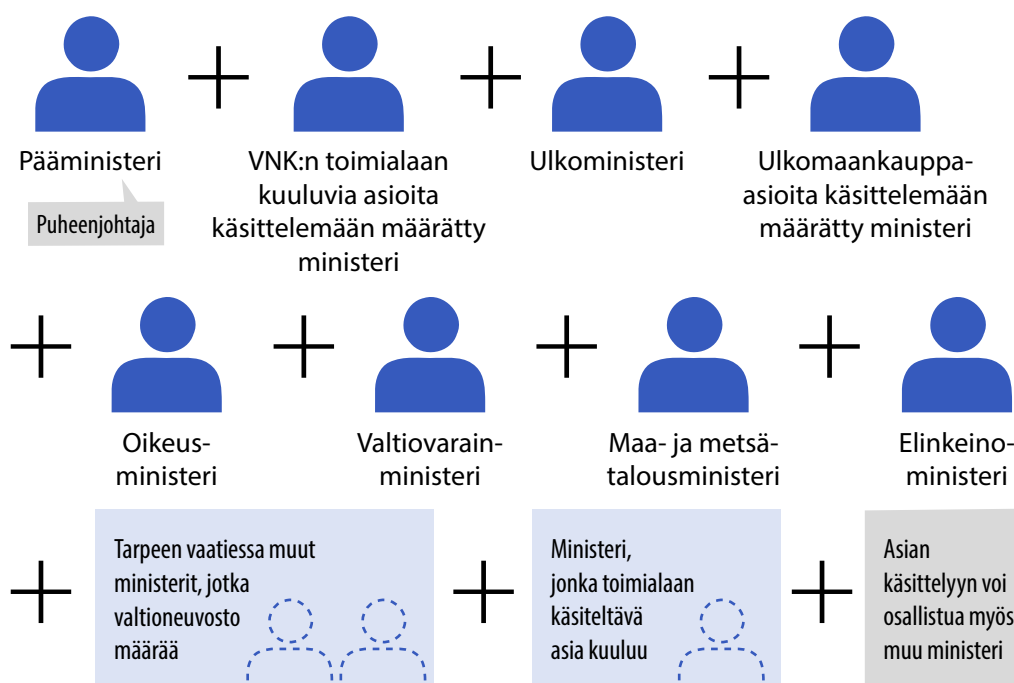 Pääministeri
Puheenjohtaja
VNK:n toimialaan
kuuluvia asioita
käsittelemään määrätty
ministeri
Ulkoministeri
Ulkomaankauppa-
asioita käsittelemään
määrätty ministeri
Oikeus-
ministeri
Valtiovarain-
ministeri
Maa- ja metsä-
talousministeri
Elinkeino-
ministeri
Tarpeen vaatiessa muut
ministerit, jotka
valtioneuvosto
määrää
Ministeri,
jonka toimialaan
käsiteltävä
asia kuuluu
Asian
käsittelyyn voi
osallistua myös
muu ministeri